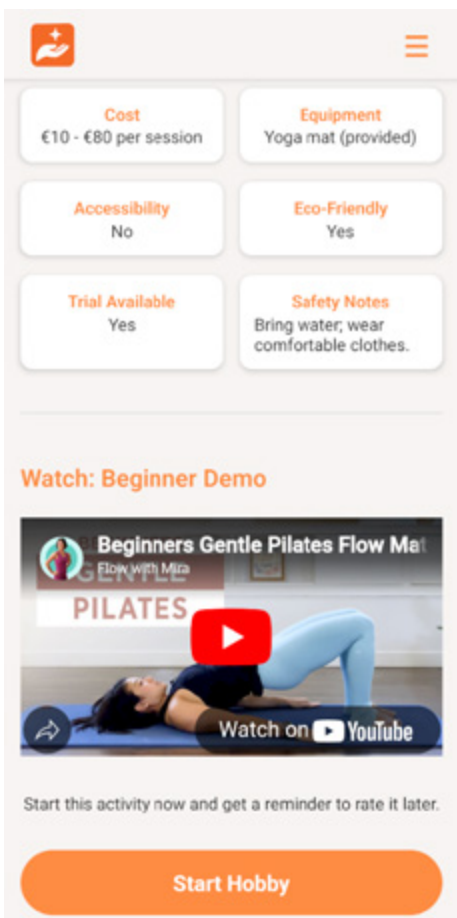 Cost
€10 - €80 per session
Equipment
Yoga mat (provided)
Accessibility
No
Eco-Friendly
Yes
Trial Available
Yes
Safety Notes
Bring water; wear
comfortable clothes.
Watch: Beginner Demo
Beginners Gentle Pilates Flow Mat
Flow with Mira
GENTLE
PILATES
Watch on YouTube
Start this activity now and get a reminder to rate it later.
Start Hobby